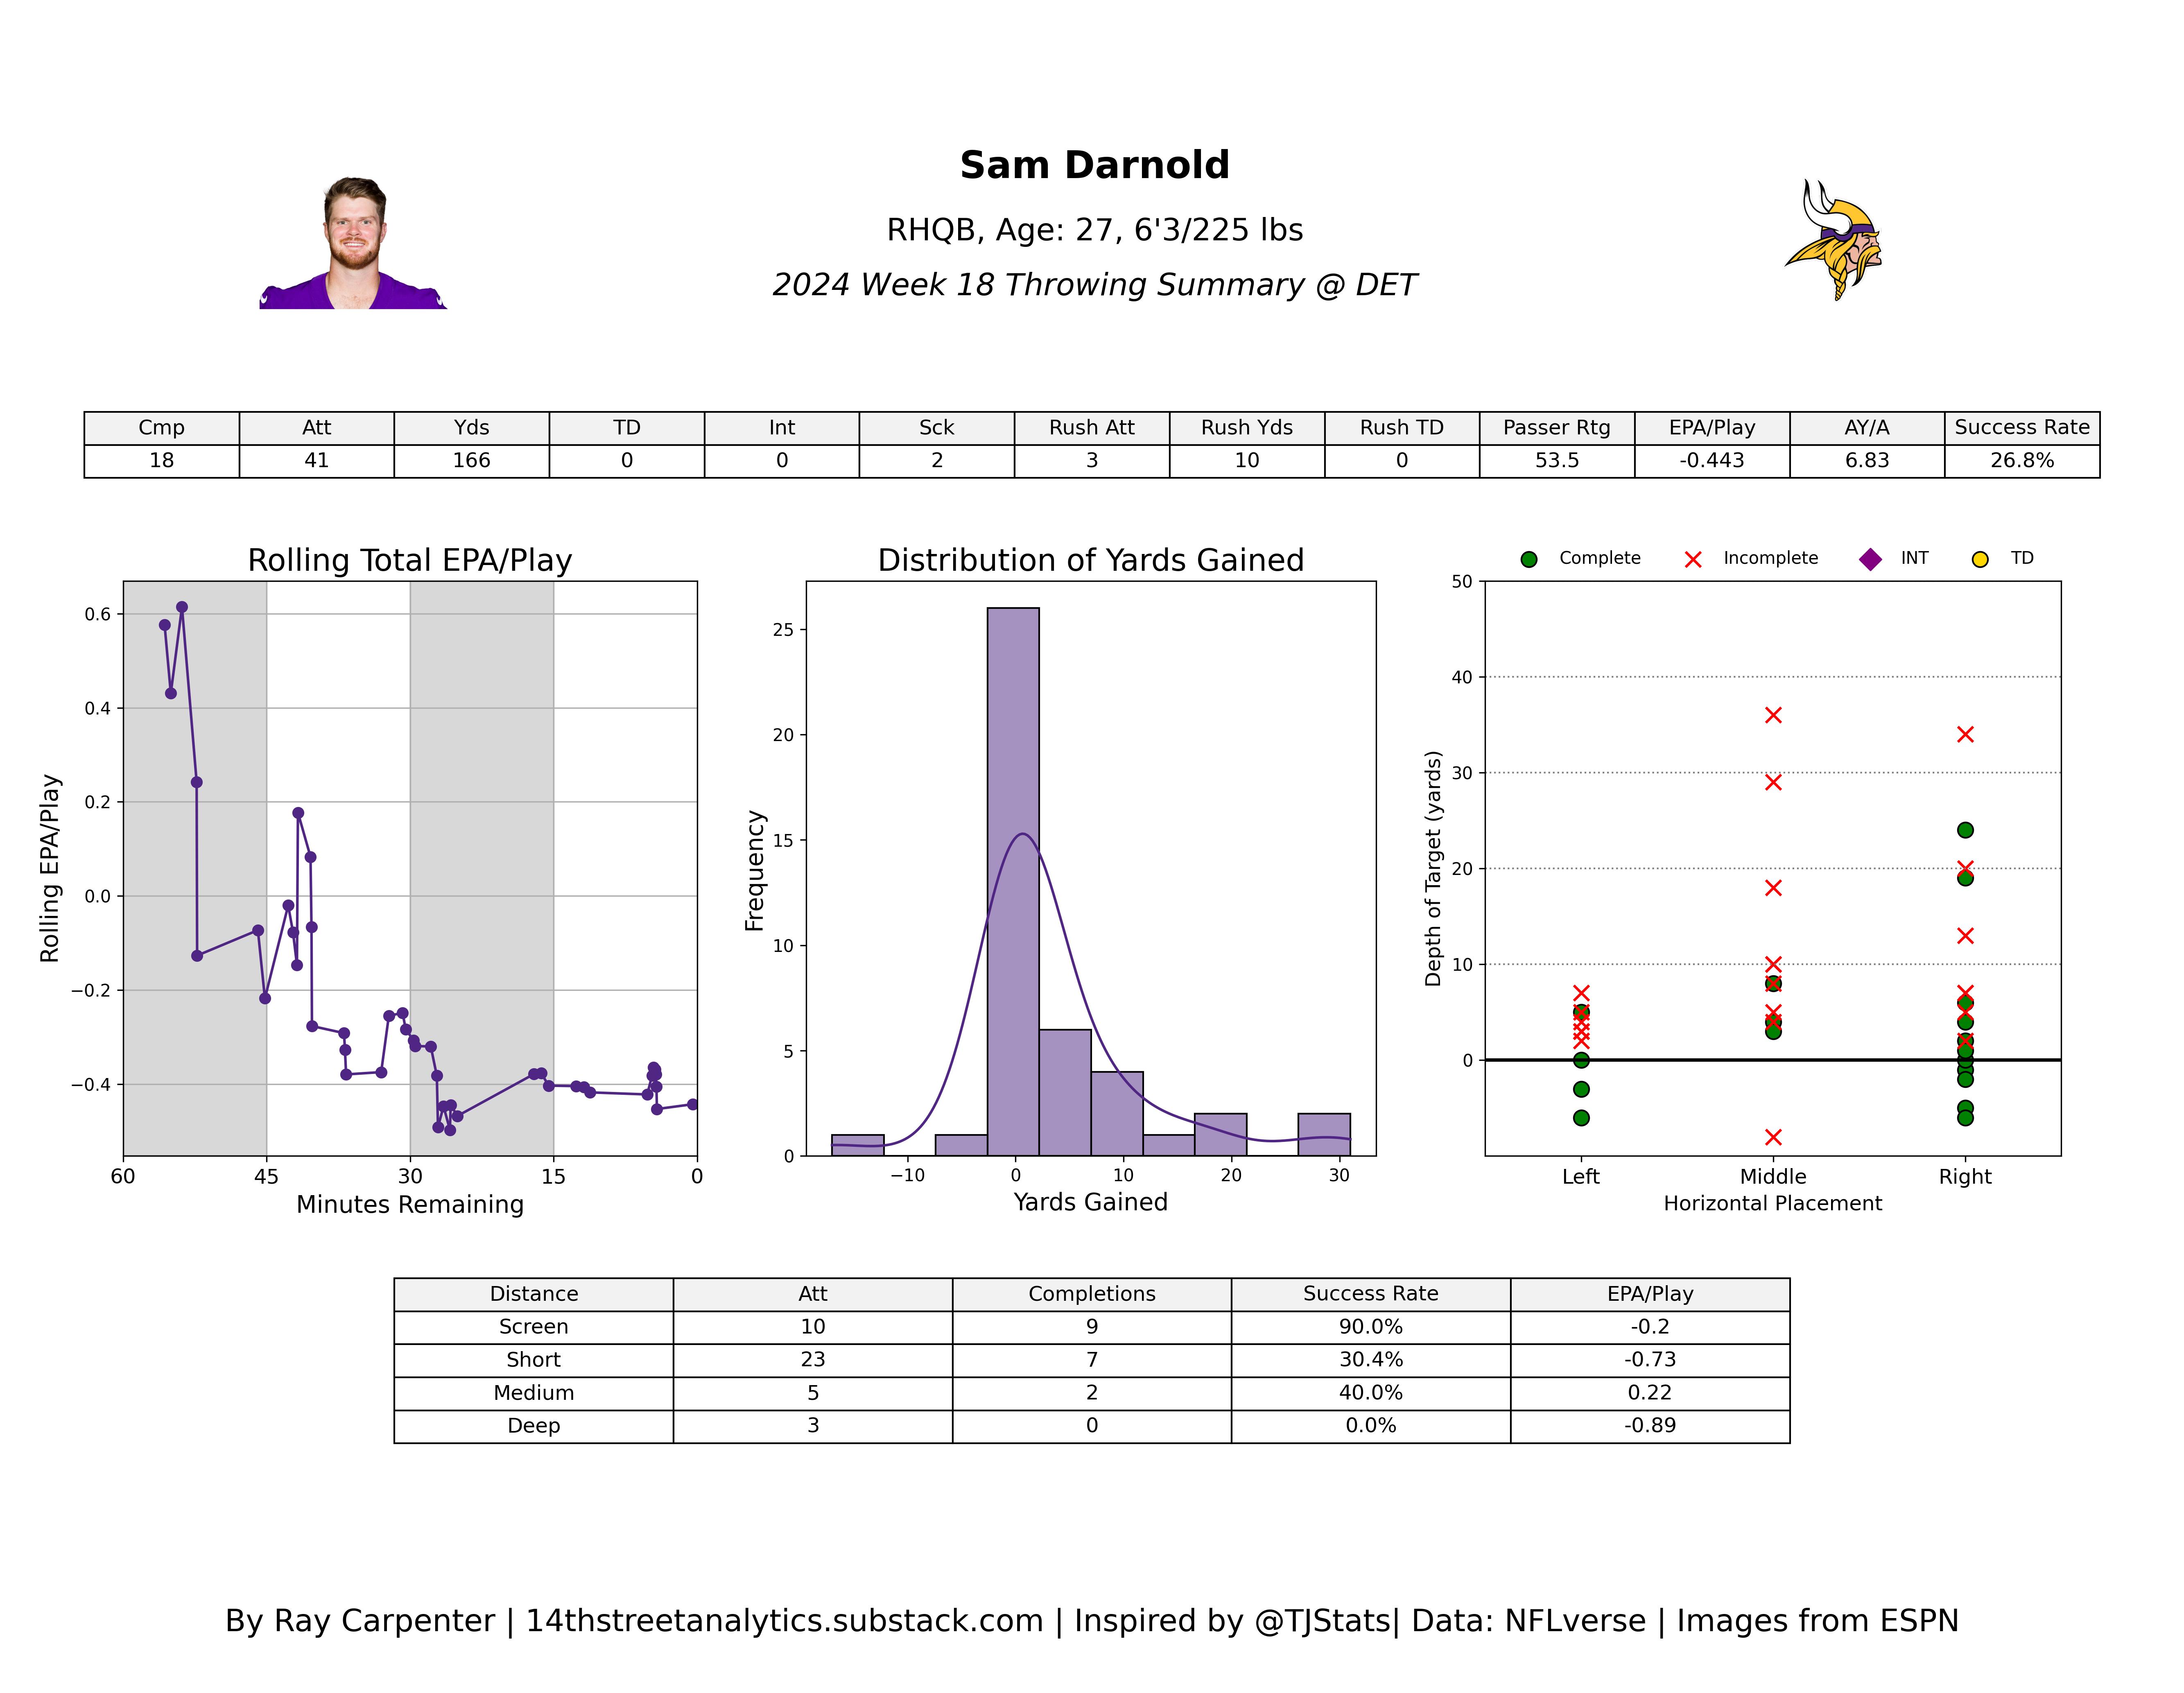 Sam Darnold
RHQB, Age: 27, 6'3/225 lbs
2024 Week 18 Throwing Summary @ DET
Cmp Att Yds TD Int Sck Rush Att Rush Yds Rush TD Passer Rtg EPA/Play AY/A Success Rate
18 41 166 0 0 2 3 10 0 53.5 -0.443 6.83 26.8%
Rolling Total EPA/Play
0.6
0.4
0.2
0.0
−0.2
−0.4
Rolling EPA/Play
60 45 30 15 0
Minutes Remaining
Distribution of Yards Gained
25
20
15
10
5
0
Frequency
−10 0 10 20 30
Yards Gained
Complete Incomplete INT TD
50
40
30
20
10
0
Depth of Target (yards)
Left Middle Right
Horizontal Placement
Distance Att Completions Success Rate EPA/Play
Screen 10 9 90.0% -0.2
Short 23 7 30.4% -0.73
Medium 5 2 40.0% 0.22
Deep 3 0 0.0% -0.89
By Ray Carpenter | 14thstreetanalytics.substack.com | Inspired by @TJStats| Data: NFLverse | Images from ESPN